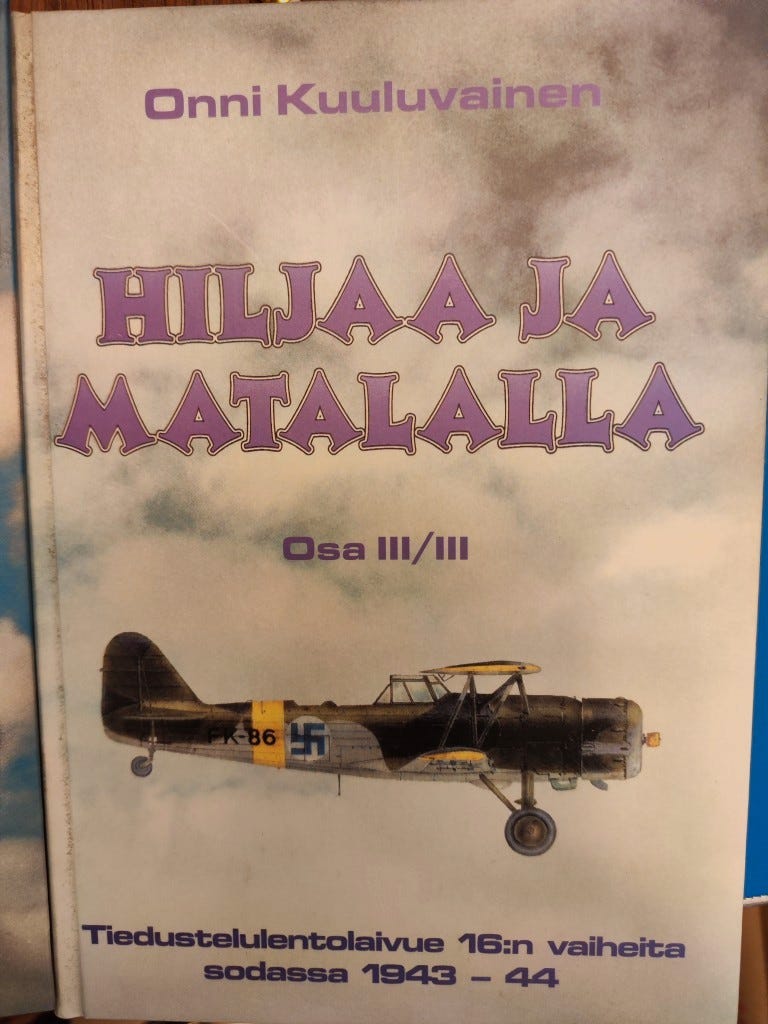 Onni Kuuluvainen
HILJAA JA
MATALALLA
Osa III/III
FK-86
Tiedustelulentolaivue 16:n vaiheita
sodassa 1943 - 44